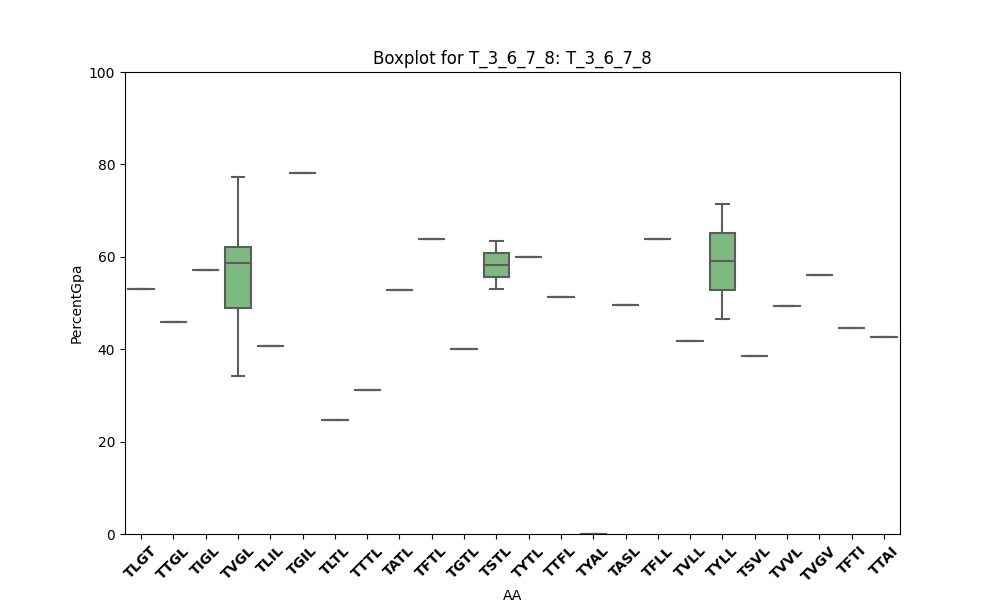 Boxplot for T_3_6_7_8: T_3_6_7_8
PercentGpa
100
80
60
40
20
0
TLGT TTGL TIGL TVGL TLIL TGIL TLTL TTTL TATL TFTL TGTL TSTL TYTL TTFL TYAL TASL TFLL TVLL TYLL TSVL TVVL TVGV TFTI TTAI
AA